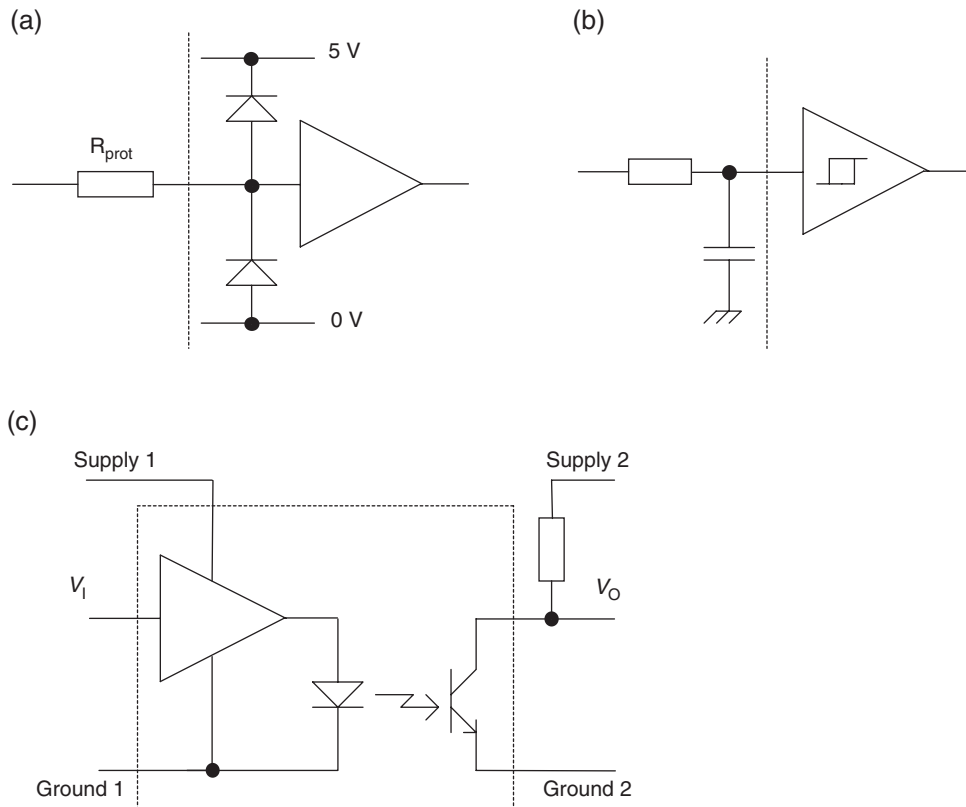 (a)
5 V
R_prot
0 V
(b)
(c)
Supply 1
Supply 2
V_I
V_O
Ground 1
Ground 2